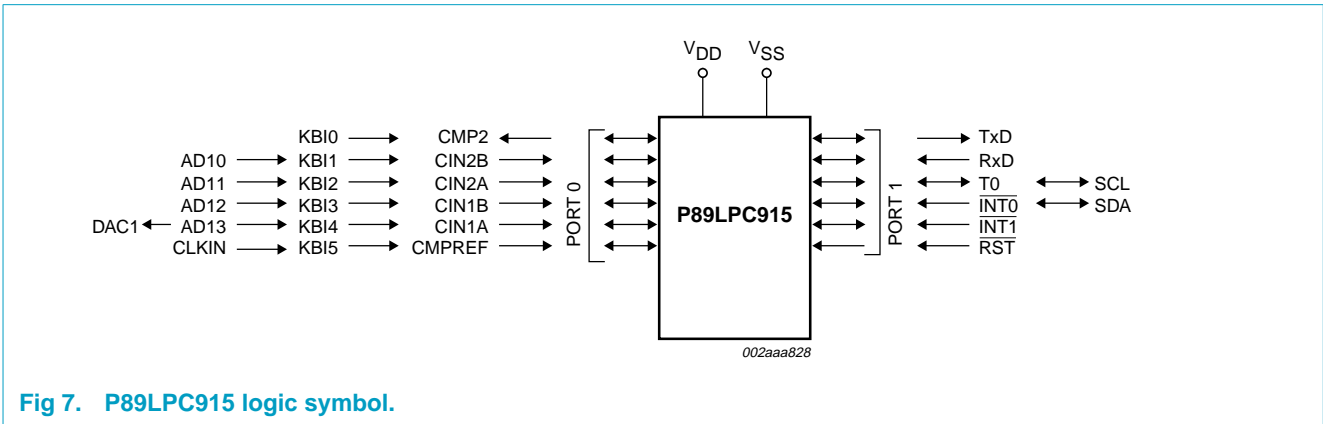 VDD VSS
KBI0 CMP2 TxD
AD10 KBI1 CIN2B RxD
AD11 KBI2 CIN2A T0 SCL
AD12 KBI3 CIN1B INT0 SDA
DAC1 AD13 KBI4 CIN1A INT1
CLKIN KBI5 CMPREF RST
PORT 0
P89LPC915
PORT 1
002aaa828
Fig 7. P89LPC915 logic symbol.